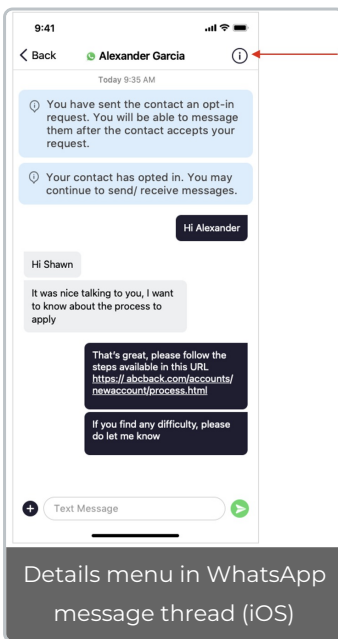 9:41
Back
Alexander Garcia
Today 9:35 AM
You have sent the contact an opt-in
request. You will be able to message
them after the contact accepts your
request.
Your contact has opted in. You may
continue to send/ receive messages.
Hi Alexander
Hi Shawn
It was nice talking to you, I want
to know about the process to
apply
That's great, please follow the
steps available in this URL
https:// abcback.com/accounts/
newaccount/process.html
If you find any difficulty, please
do let me know
Text Message
Details menu in WhatsApp
message thread (iOS)